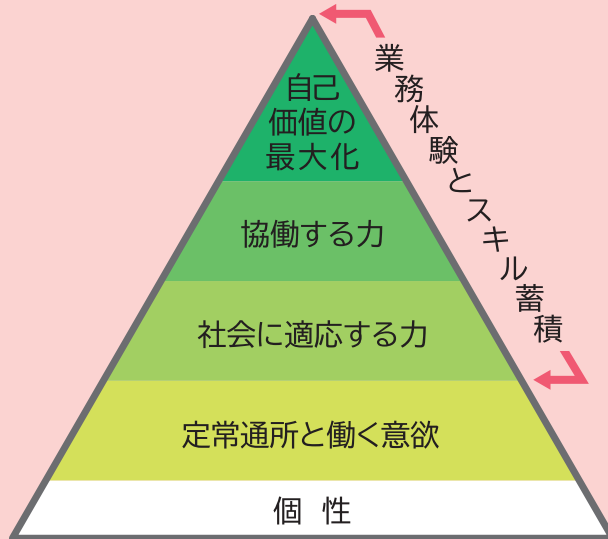 自己
価値の
最大化
協働する力
社会に適応する力
定常通所と働く意欲
個 性
業務体験とスキル蓄積